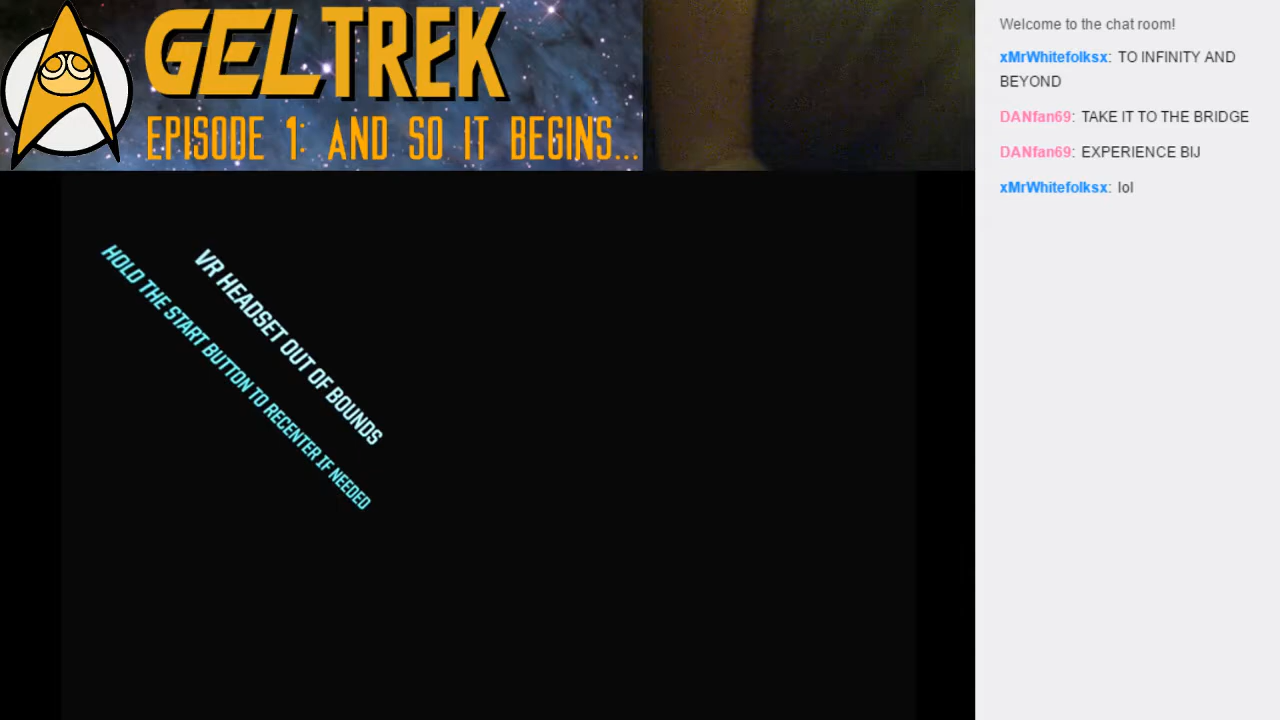 GELTREK
EPISODE 1: AND SO IT BEGINS...
VR HEADSET OUT OF BOUNDS
HOLD THE START BUTTON TO RECENTER IF NEEDED
Welcome to the chat room!
xMrWhitefolksx: TO INFINITY AND
BEYOND
DANfan69: TAKE IT TO THE BRIDGE
DANfan69: EXPERIENCE BIJ
xMrWhitefolksx: lol